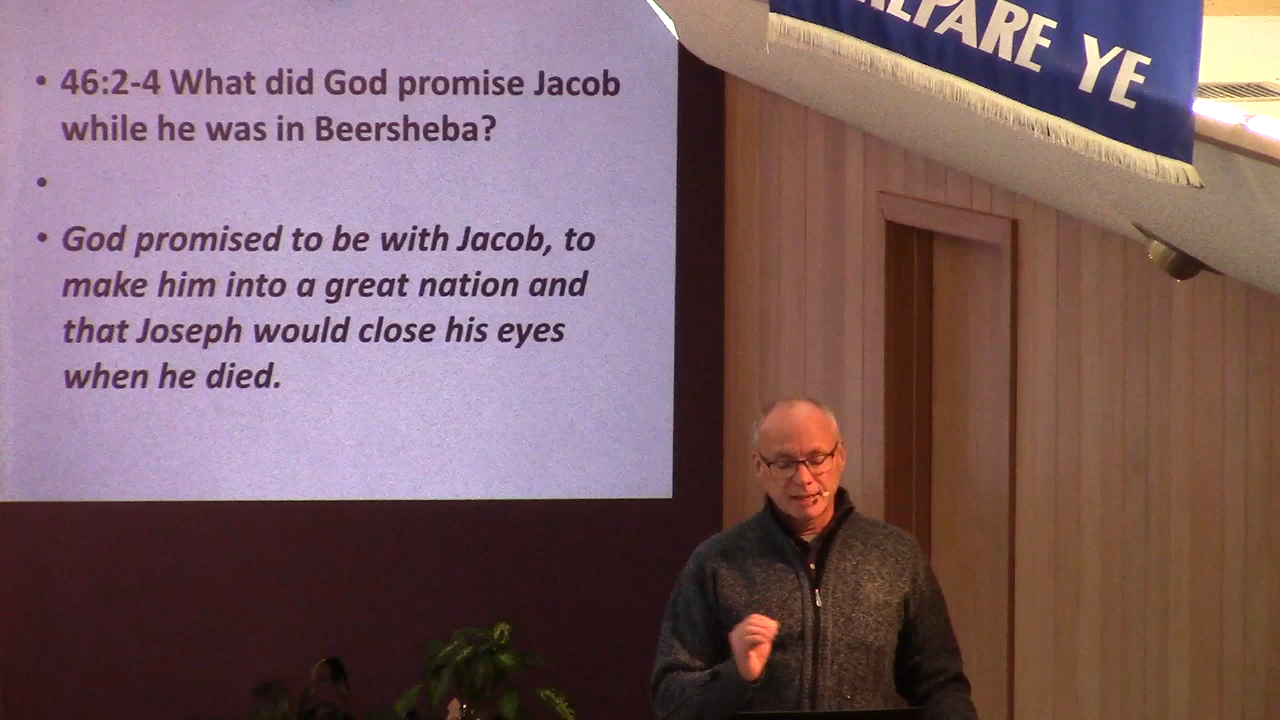 • 46:2-4 What did God promise Jacob
while he was in Beersheba?
•
• God promised to be with Jacob, to
make him into a great nation and
that Joseph would close his eyes
when he died.
YE